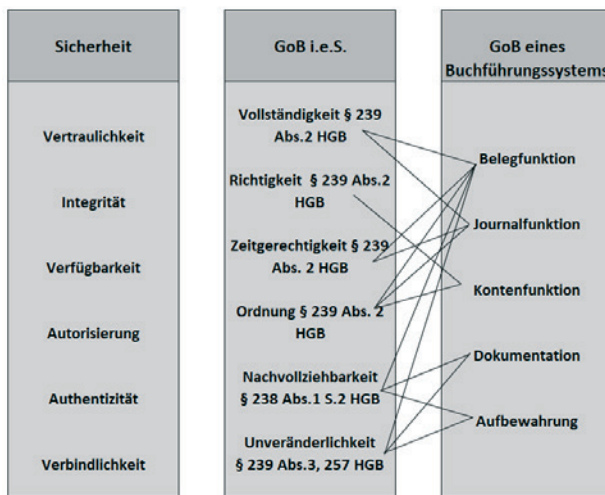 Sicherheit
Vertraulichkeit
Integrität
Verfügbarkeit
Autorisierung
Authentizität
Verbindlichkeit
GoB i.e.S.
Vollständigkeit § 239
Abs.2 HGB
Richtigkeit § 239 Abs.2
HGB
Zeitgerechtigkeit § 239
Abs. 2 HGB
Ordnung § 239 Abs. 2
HGB
Nachvollziehbarkeit
§ 238 Abs.1 S.2 HGB
Unveränderlichkeit
§ 239 Abs.3, 257 HGB
GoB eines
Buchführungssystems
Belegfunktion
Journalfunktion
Kontenfunktion
Dokumentation
Aufbewahrung